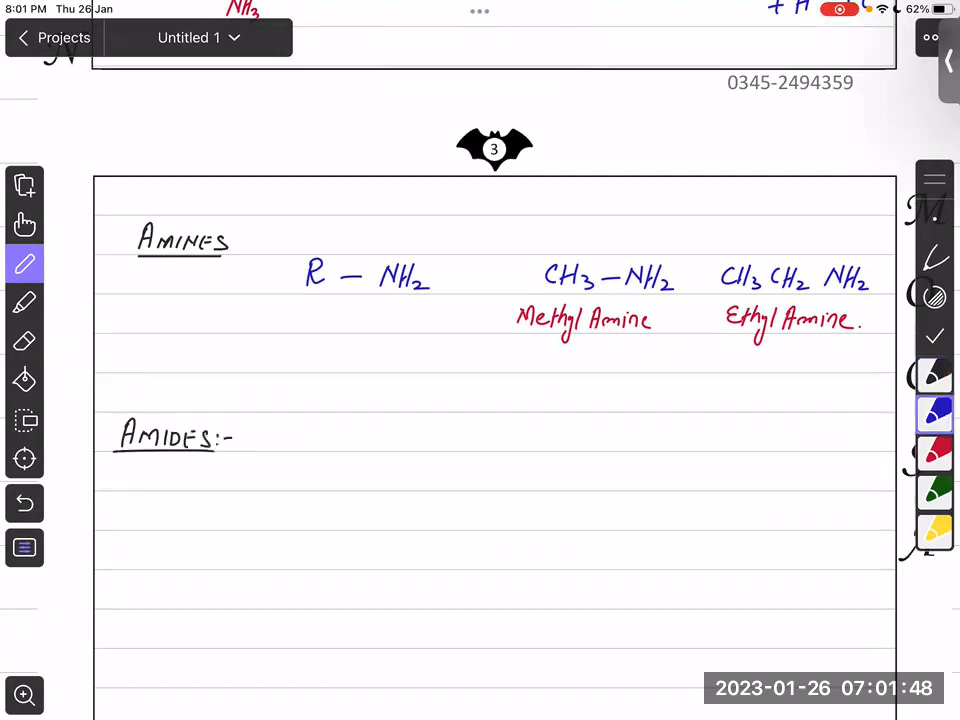 8:01 PM Thu 26 Jan
62%
NH3
+ H
Projects
Untitled 1
0345-2494359
3
AMINES
R — NH2 CH3 — NH2 CH3 CH2 NH2
Methyl Amine Ethyl Amine.
AMIDES:-
2023-01-26 07:01:48